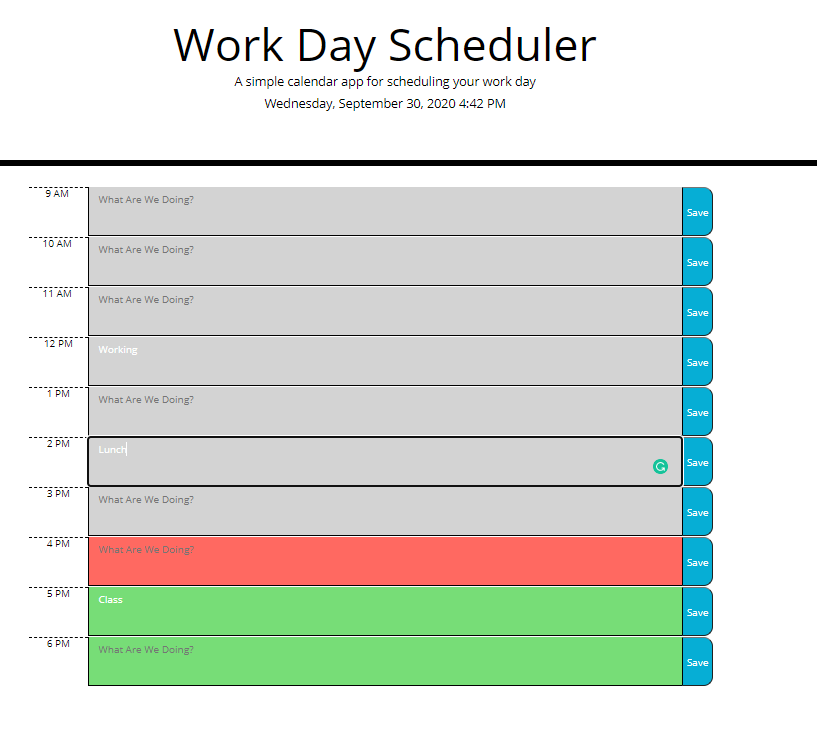 Work Day Scheduler
A simple calendar app for scheduling your work day
Wednesday, September 30, 2020 4:42 PM
9 AM What Are We Doing? Save
10 AM What Are We Doing? Save
11 AM What Are We Doing? Save
12 PM Working Save
1 PM What Are We Doing? Save
2 PM Lunch Save
3 PM What Are We Doing? Save
4 PM What Are We Doing? Save
5 PM Class Save
6 PM What Are We Doing? Save